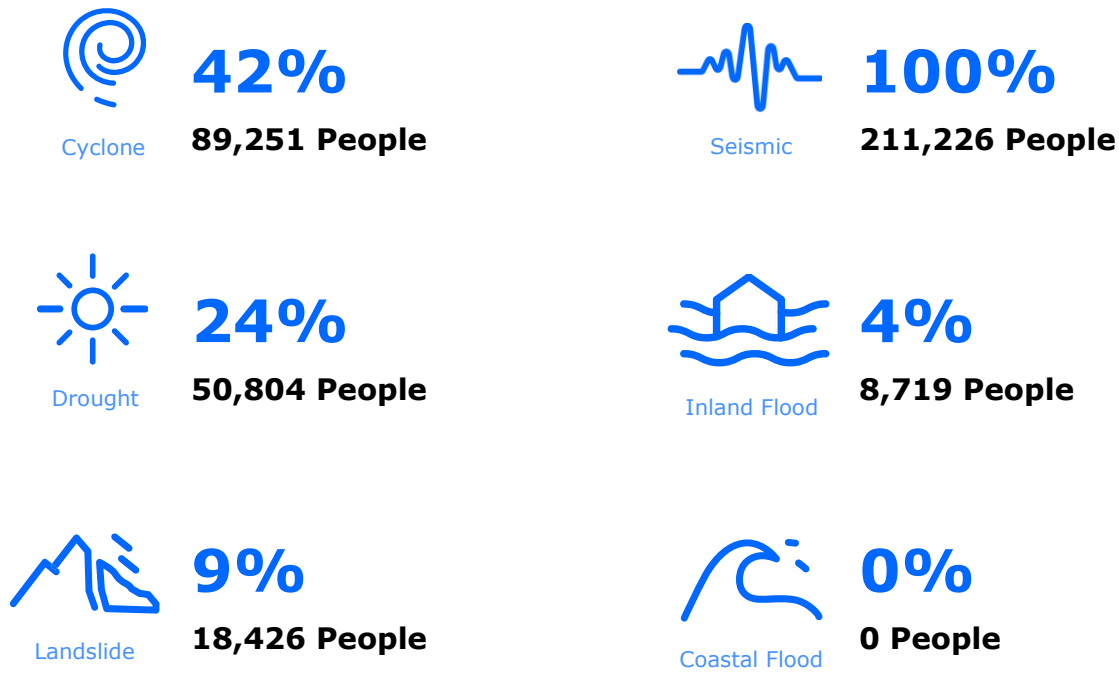 42%
89,251 People
Cyclone
100%
211,226 People
Seismic
24%
50,804 People
Drought
4%
8,719 People
Inland Flood
9%
18,426 People
Landslide
0%
0 People
Coastal Flood